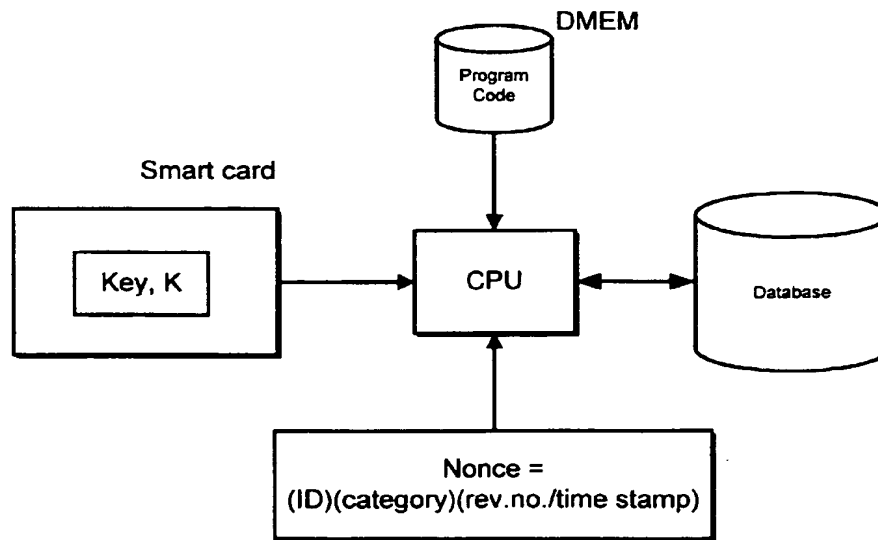 DMEM
Program
Code
Smart card
Key, K
CPU
Database
Nonce =
(ID)(category)(rev.no./time stamp)